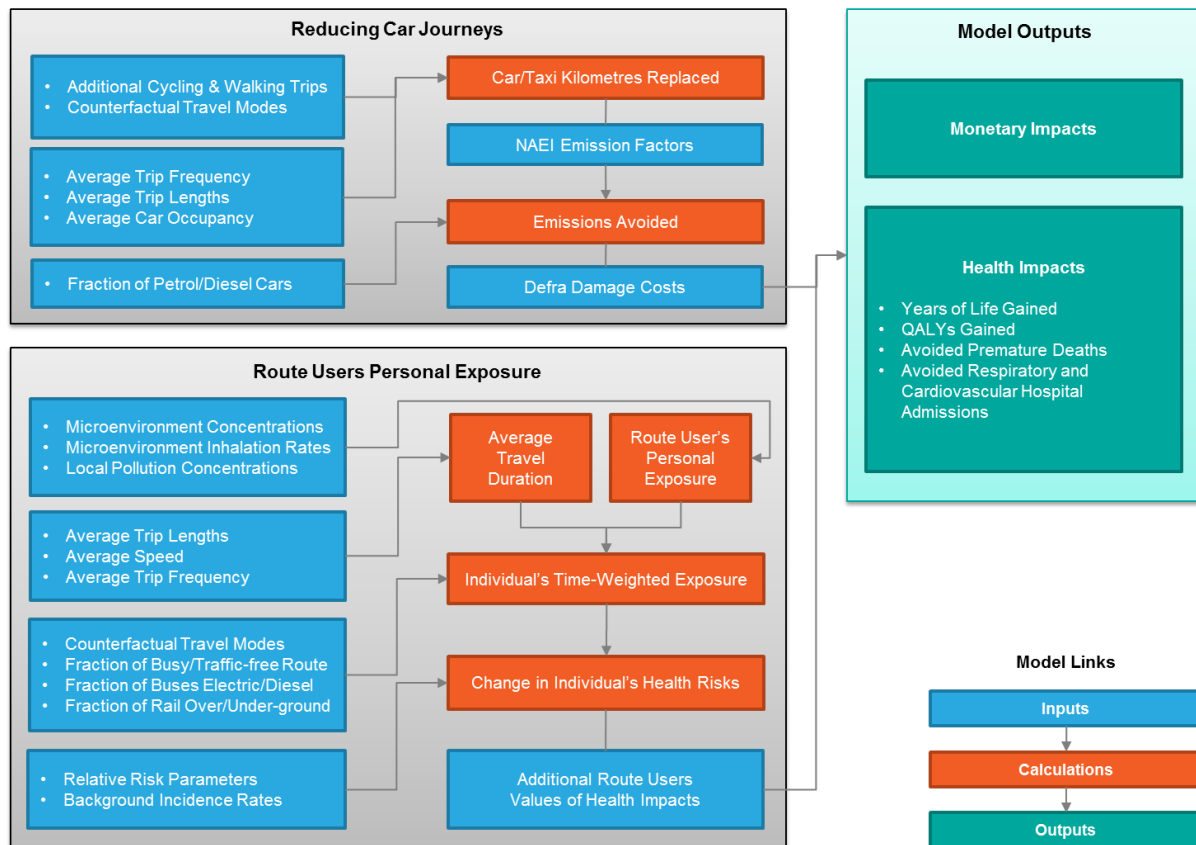 Reducing Car Journeys
• Additional Cycling & Walking Trips
• Counterfactual Travel Modes
• Average Trip Frequency
• Average Trip Lengths
• Average Car Occupancy
• Fraction of Petrol/Diesel Cars
Car/Taxi Kilometres Replaced
NAEI Emission Factors
Emissions Avoided
Defra Damage Costs
Route Users Personal Exposure
• Microenvironment Concentrations
• Microenvironment Inhalation Rates
• Local Pollution Concentrations
• Average Trip Lengths
• Average Speed
• Average Trip Frequency
• Counterfactual Travel Modes
• Fraction of Busy/Traffic-free Route
• Fraction of Buses Electric/Diesel
• Fraction of Rail Over/Under-ground
• Relative Risk Parameters
• Background Incidence Rates
Average
Travel
Duration
Route User's
Personal
Exposure
Individual's Time-Weighted Exposure
Change in Individual's Health Risks
Additional Route Users
Values of Health Impacts
Model Outputs
Monetary Impacts
Health Impacts
• Years of Life Gained
• QALYs Gained
• Avoided Premature Deaths
• Avoided Respiratory and
Cardiovascular Hospital
Admissions
Model Links
Inputs
Calculations
Outputs